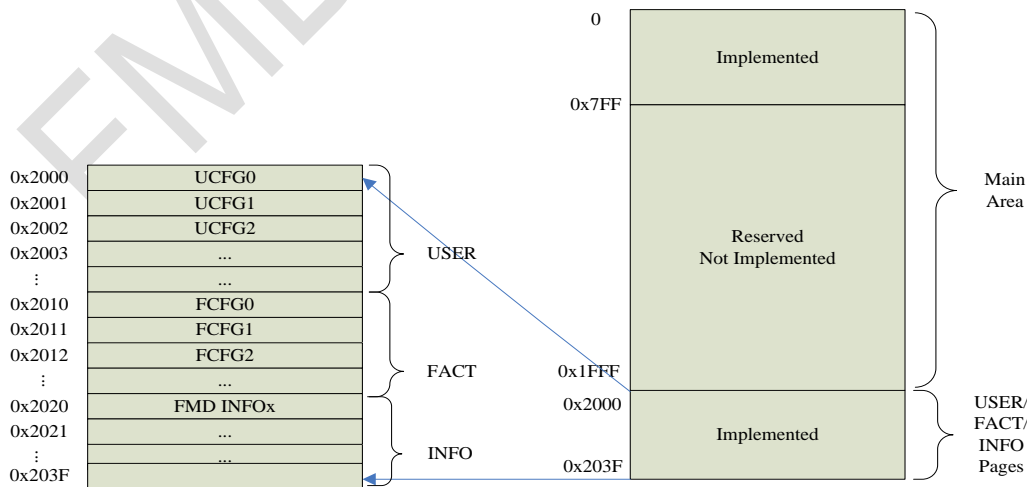 FMD
0x2000 UCFG0
0x2001 UCFG1
0x2002 UCFG2
0x2003 ...
⋮ ...
0x2010 FCFG0
0x2011 FCFG1
0x2012 FCFG2
⋮ ...
0x2020 FMD INFOx
0x2021 ...
⋮ ...
0x203F
USER
FACT
INFO
0
Implemented
0x7FF
Reserved
Not Implemented
0x1FFF
0x2000
Implemented
0x203F
Main
Area
USER/
FACT/
INFO
Pages